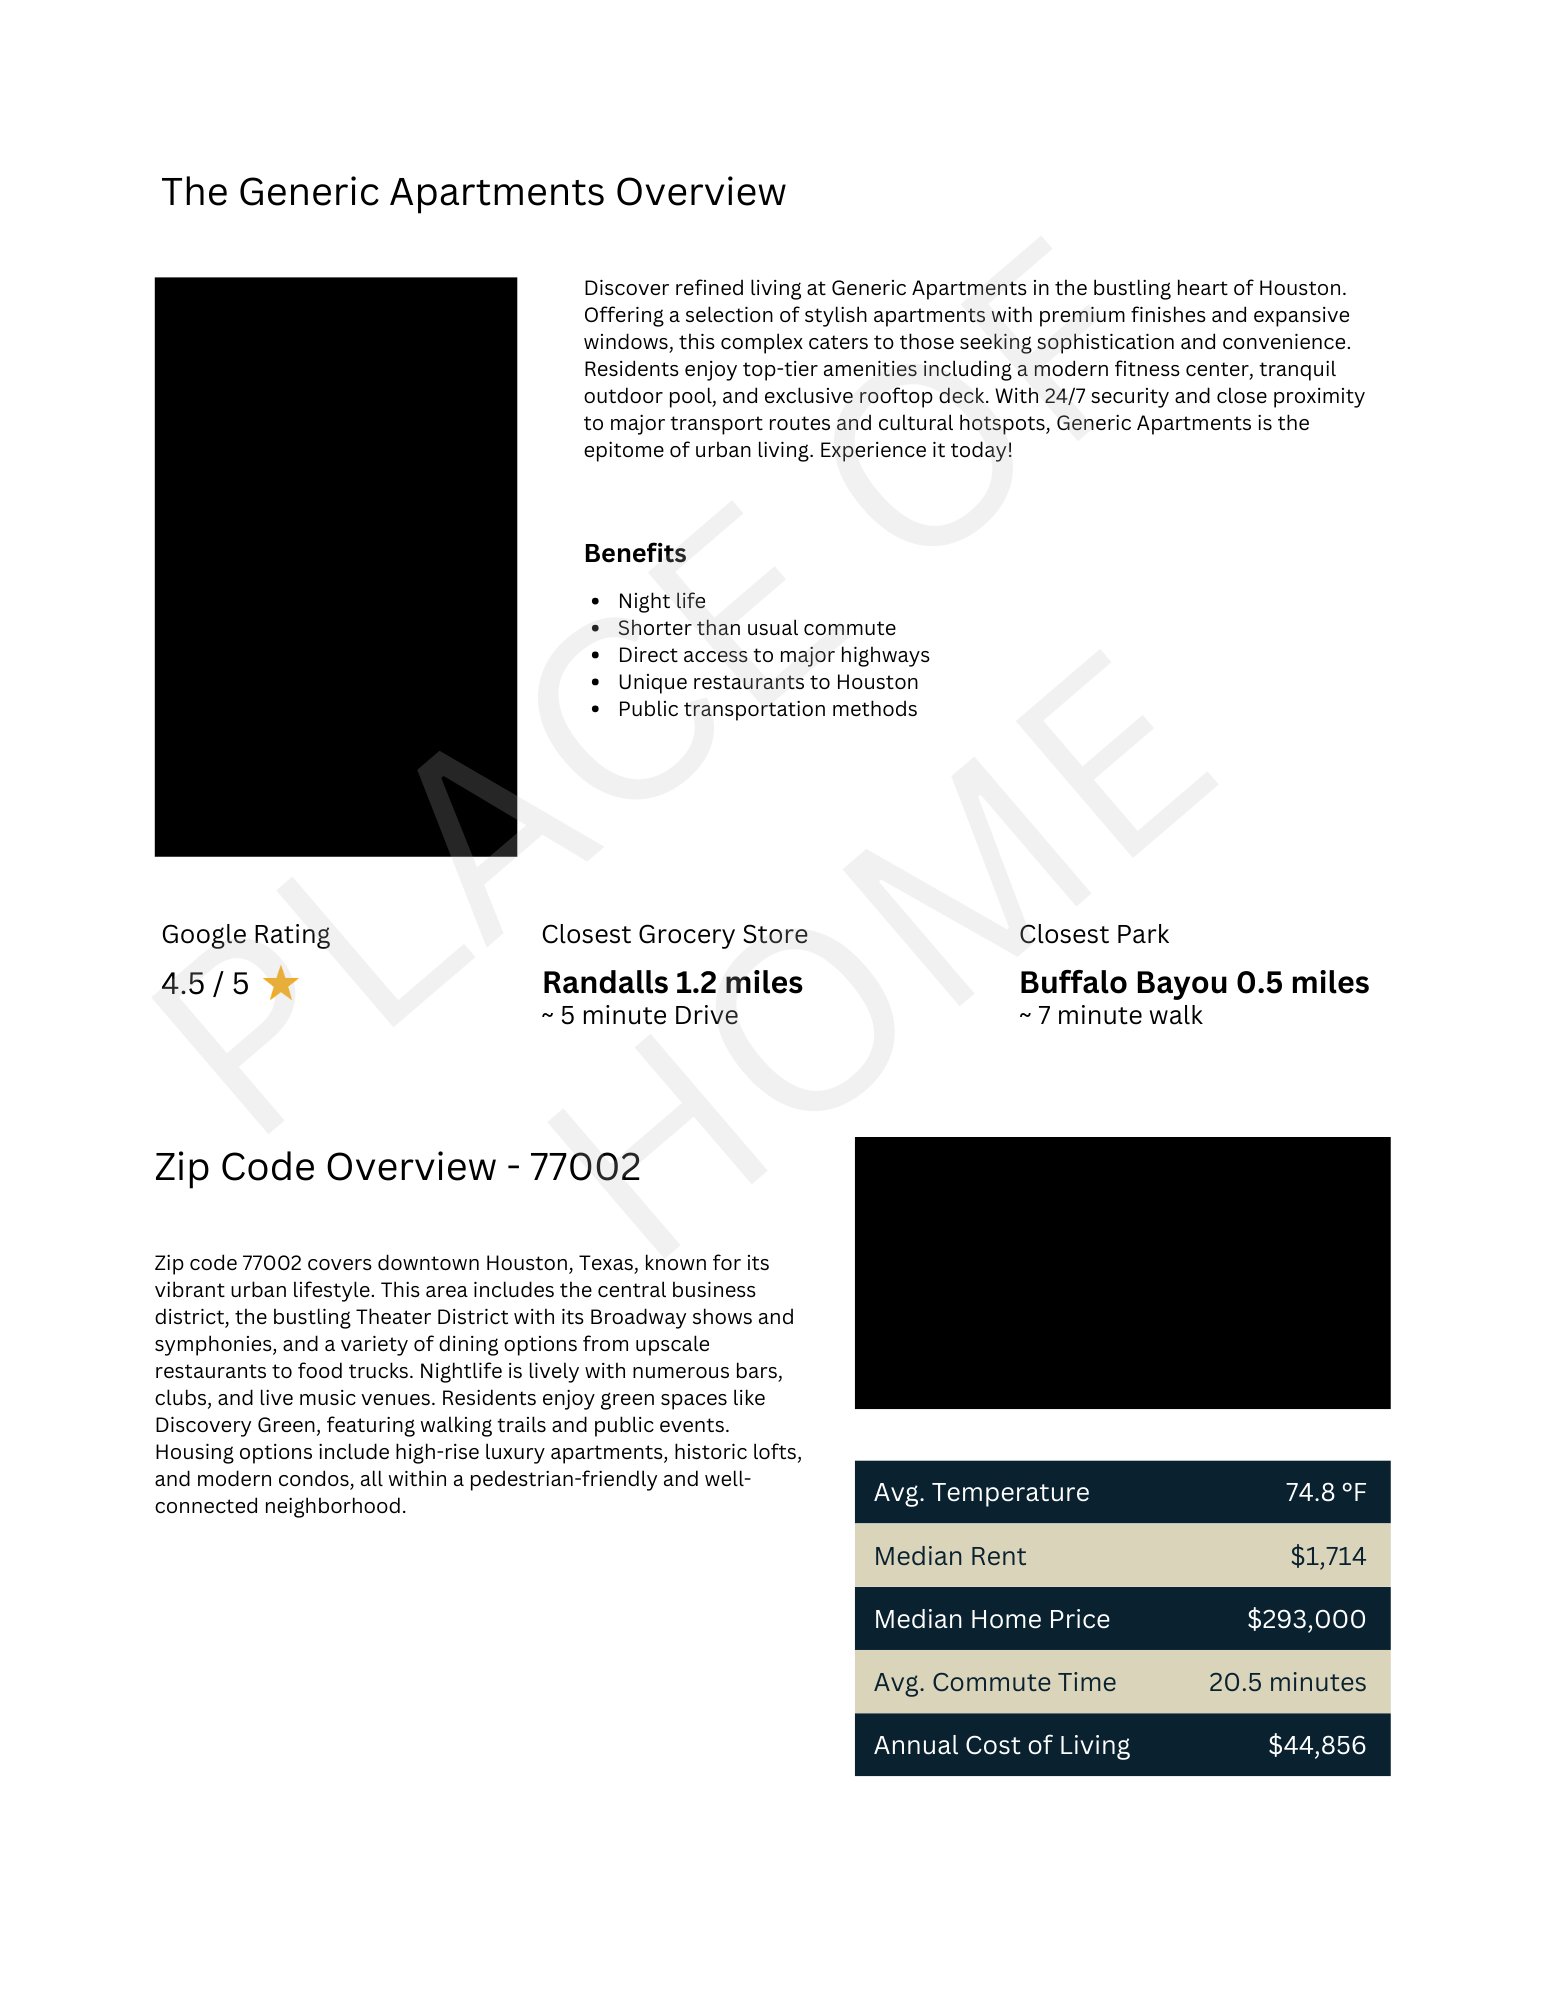 The Generic Apartments Overview
Discover refined living at Generic Apartments in the bustling heart of Houston.
Offering a selection of stylish apartments with premium finishes and expansive
windows, this complex caters to those seeking sophistication and convenience.
Residents enjoy top-tier amenities including a modern fitness center, tranquil
outdoor pool, and exclusive rooftop deck. With 24/7 security and close proximity
to major transport routes and cultural hotspots, Generic Apartments is the
epitome of urban living. Experience it today!
Benefits
• Night life
• Shorter than usual commute
• Direct access to major highways
• Unique restaurants to Houston
• Public transportation methods
PLACE OF
HOME
Google Rating
4.5 / 5 ★
Closest Grocery Store
Randalls 1.2 miles
~ 5 minute Drive
Closest Park
Buffalo Bayou 0.5 miles
~ 7 minute walk
Zip Code Overview - 77002
Zip code 77002 covers downtown Houston, Texas, known for its
vibrant urban lifestyle. This area includes the central business
district, the bustling Theater District with its Broadway shows and
symphonies, and a variety of dining options from upscale
restaurants to food trucks. Nightlife is lively with numerous bars,
clubs, and live music venues. Residents enjoy green spaces like
Discovery Green, featuring walking trails and public events.
Housing options include high-rise luxury apartments, historic lofts,
and modern condos, all within a pedestrian-friendly and well-
connected neighborhood.
Avg. Temperature 74.8 °F
Median Rent $1,714
Median Home Price $293,000
Avg. Commute Time 20.5 minutes
Annual Cost of Living $44,856